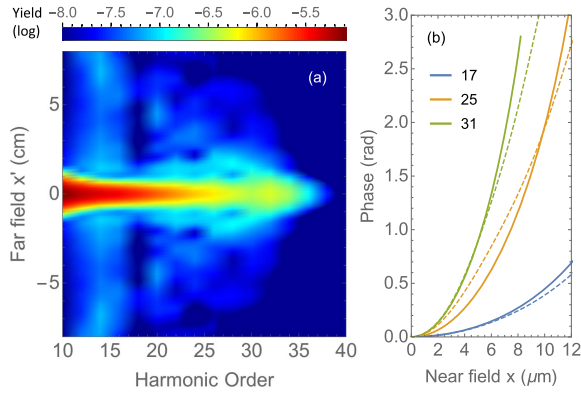 Yield
(log)
−8.0 −7.5 −7.0 −6.5 −6.0 −5.5
(a)
Far field x' (cm)
5
0
−5
10 15 20 25 30 35 40
Harmonic Order
(b)
17
25
31
Phase (rad)
3.0
2.5
2.0
1.5
1.0
0.5
0.0
0 2 4 6 8 10 12
Near field x (μm)